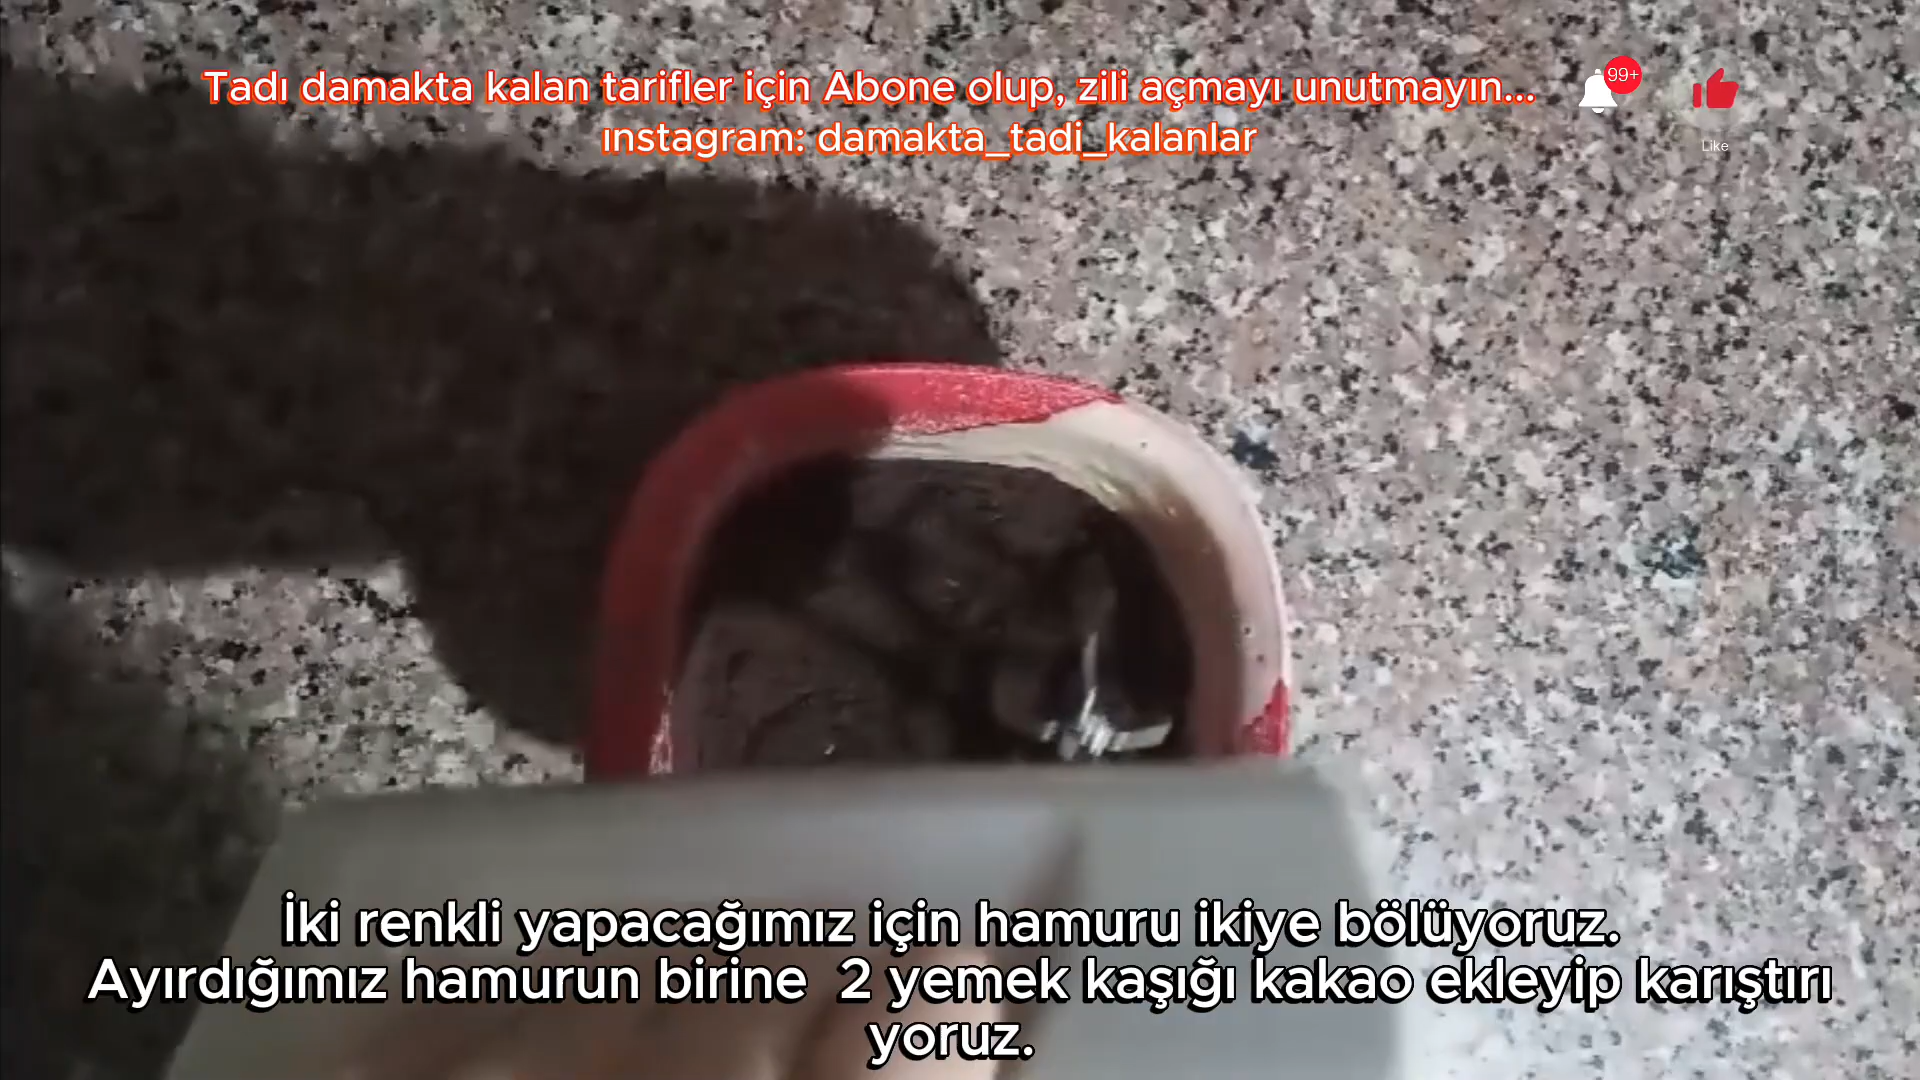 Tadı damakta kalan tarifler için Abone olup, zili açmayı unutmayın...
99+
ınstagram: damakta_tadi_kalanlar
Like
İki renkli yapacağımız için hamuru ikiye bölüyoruz.
Ayırdığımız hamurun birine  2 yemek kaşığı kakao ekleyip karıştırı
yoruz.